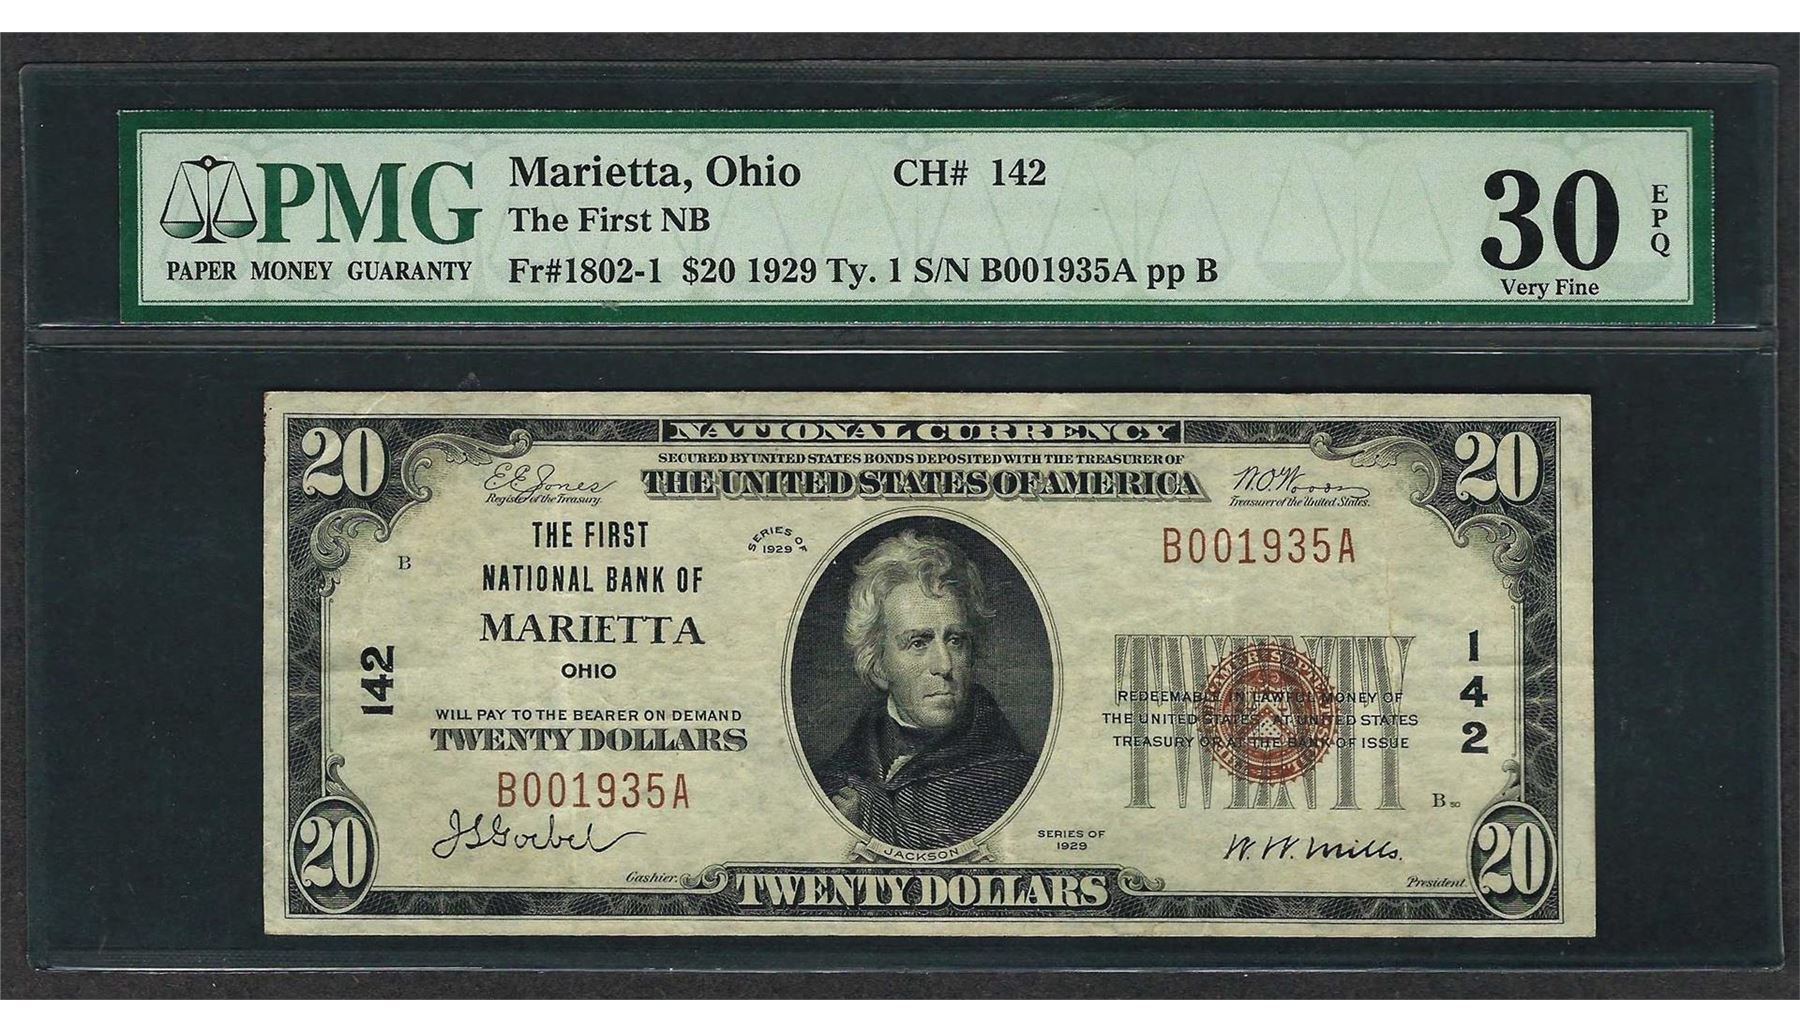 PMG
PAPER MONEY GUARANTY
Marietta, Ohio CH# 142
The First NB
Fr#1802-1 $20 1929 Ty. 1 S/N B001935A pp B
30
EPQ
Very Fine
20
NATIONAL CURRENCY
20
SECURED BY UNITED STATES BONDS DEPOSITED WITH THE TREASURER OF
THE UNITED STATES OF AMERICA
E.E. Jones
Register of the Treasury.
W.O. Woods
Treasurer of the United States.
THE FIRST
NATIONAL BANK OF
MARIETTA
OHIO
SERIES OF
1929
B001935A
B
142
142
WILL PAY TO THE BEARER ON DEMAND
TWENTY DOLLARS
B001935A
TWENTY
REDEEMABLE IN LAWFUL MONEY OF
THE UNITED STATES, AT UNITED STATES
TREASURY OR AT THE BANK OF ISSUE
B 50
J S Goebel
Cashier.
JACKSON
SERIES OF
1929
W. W. Mills.
President.
20
TWENTY DOLLARS
20